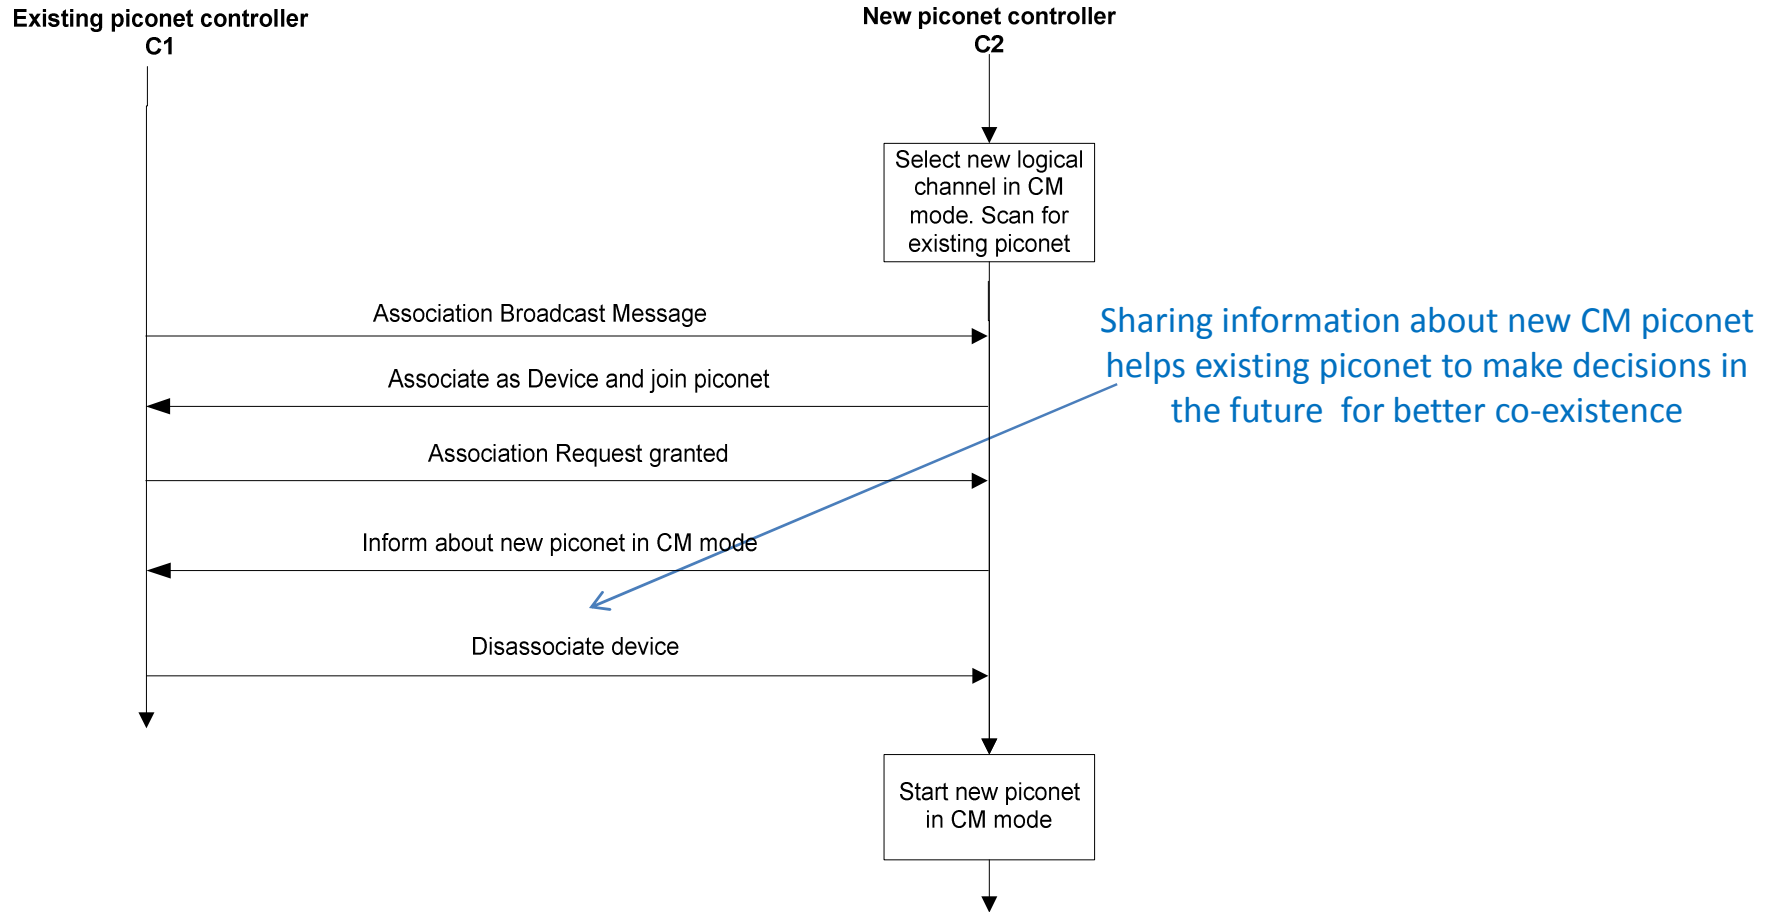 Existing piconet controller
C1
New piconet controller
C2
Select new logical
channel in CM
mode. Scan for
existing piconet
Association Broadcast Message
Sharing information about new CM piconet
helps existing piconet to make decisions in
the future for better co-existence
Associate as Device and join piconet
Association Request granted
Inform about new piconet in CM mode
Disassociate device
Start new piconet
in CM mode